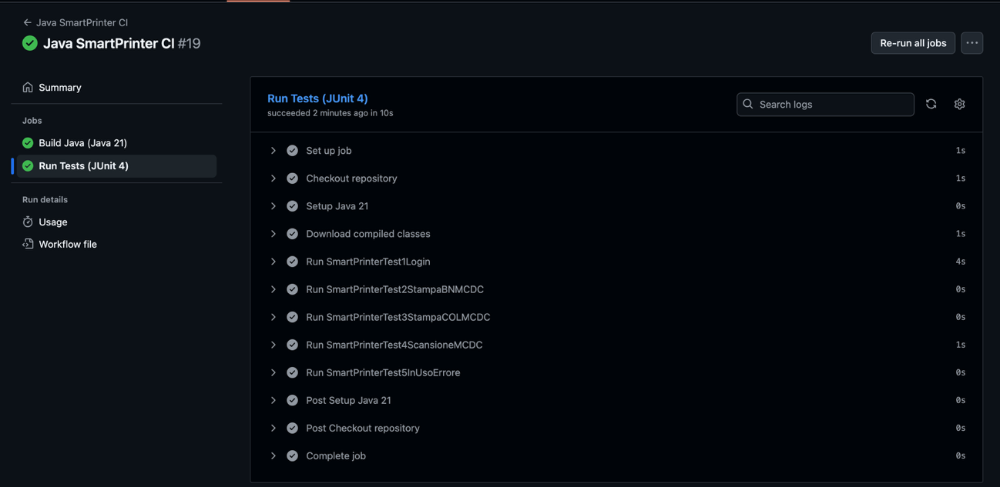 ← Java SmartPrinter CI
Java SmartPrinter CI #19
Re-run all jobs
Summary
Jobs
Build Java (Java 21)
Run Tests (JUnit 4)
Run details
Usage
Workflow file
Run Tests (JUnit 4)
succeeded 2 minutes ago in 10s
Search logs
Set up job 1s
Checkout repository 1s
Setup Java 21 0s
Download compiled classes 1s
Run SmartPrinterTest1Login 4s
Run SmartPrinterTest2StampaBNMCDC 0s
Run SmartPrinterTest3StampaCOLMCDC 0s
Run SmartPrinterTest4ScansioneMCDC 1s
Run SmartPrinterTest5InUsoErrore 0s
Post Setup Java 21 0s
Post Checkout repository 0s
Complete job 0s